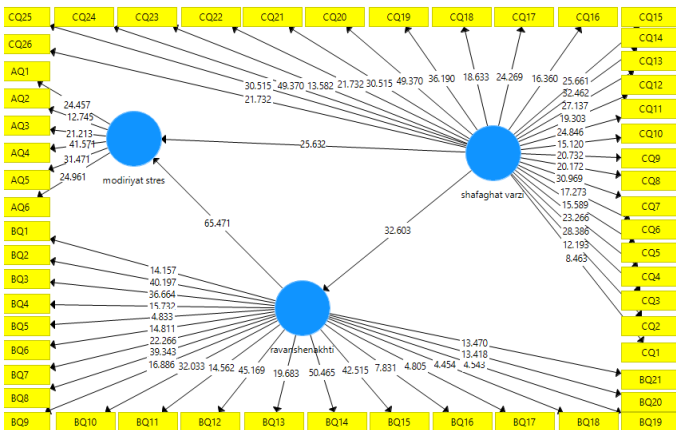 CQ25 CQ24 CQ23 CQ22 CQ21 CQ20 CQ19 CQ18 CQ17 CQ16 CQ15
CQ26
CQ14
CQ13
CQ12
CQ11
CQ10
CQ9
CQ8
CQ7
CQ6
CQ5
CQ4
CQ3
CQ2
CQ1
AQ1
AQ2
AQ3
AQ4
AQ5
AQ6
30.515 49.370 13.582 21.732 30.515 49.370 36.190 18.633 24.269 16.360
21.732
25.661
32.462
27.137
19.303
24.846
15.120
20.732
20.172
30.969
17.273
15.589
23.266
28.386
12.193
8.463
24.457
12.745
21.213
41.571
31.471
24.961
modiriyat stres
25.632
shafaghat varzi
65.471
32.603
BQ1
BQ2
BQ3
BQ4
BQ5
BQ6
BQ7
BQ8
14.157
40.197
36.664
15.732
4.833
14.811
22.266
39.343
ravanshenakhti
16.886 32.033 14.562 45.169 19.683 50.465 42.515 7.831 4.805 4.454 4.543
13.418
13.470
BQ21
BQ20
BQ9 BQ10 BQ11 BQ12 BQ13 BQ14 BQ15 BQ16 BQ17 BQ18 BQ19